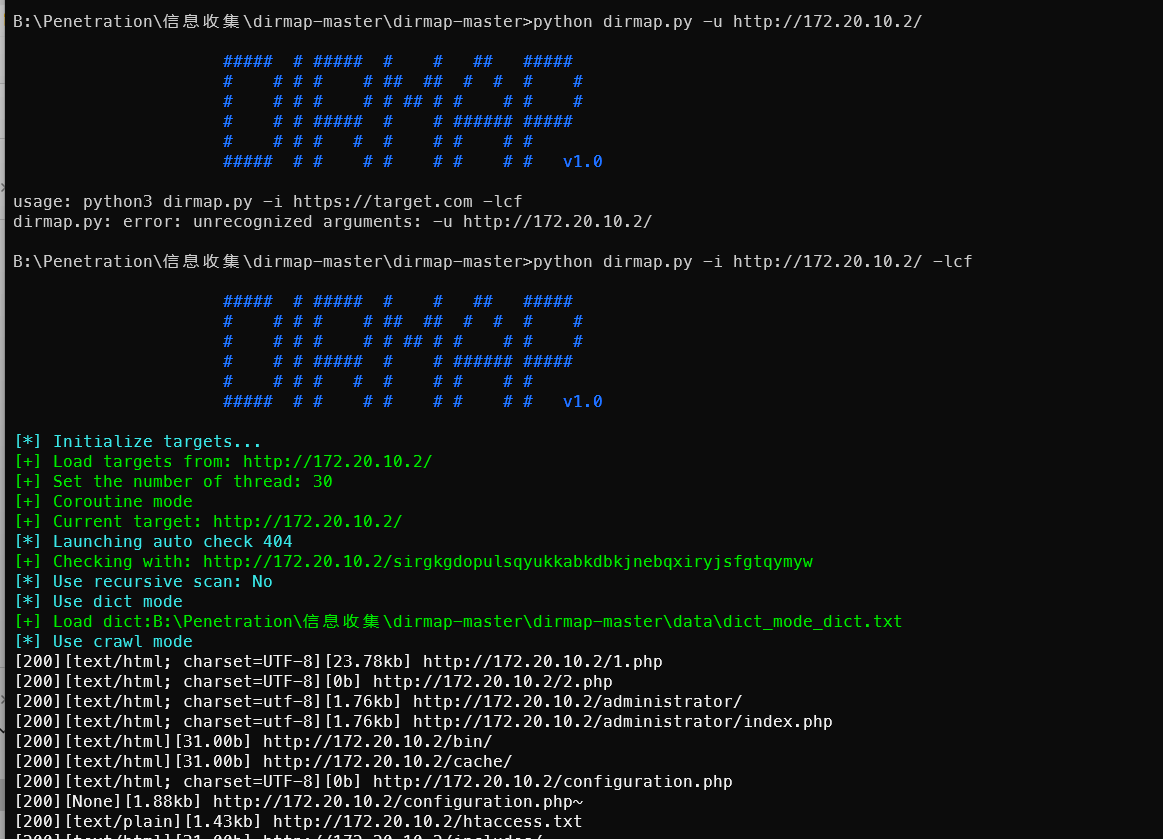 B:\Penetration\信息收集\dirmap-master\dirmap-master>python dirmap.py -u http://172.20.10.2/
##### # ##### # # ## #####
# # # # # ## ## # # # #
# # # # # # ## # # # # #
# # # ##### # # ###### #####
# # # # # # # # # #
##### # # # # # # # # v1.0
usage: python3 dirmap.py -i https://target.com -lcf
dirmap.py: error: unrecognized arguments: -u http://172.20.10.2/
B:\Penetration\信息收集\dirmap-master\dirmap-master>python dirmap.py -i http://172.20.10.2/ -lcf
##### # ##### # # ## #####
# # # # # ## ## # # # #
# # # # # # ## # # # # #
# # # ##### # # ###### #####
# # # # # # # # # #
##### # # # # # # # # v1.0
[*] Initialize targets...
[+] Load targets from: http://172.20.10.2/
[+] Set the number of thread: 30
[+] Coroutine mode
[+] Current target: http://172.20.10.2/
[*] Launching auto check 404
[+] Checking with: http://172.20.10.2/sirgkgdopulsqyukkabkdbkjnebqxiryjsfgtqymyw
[*] Use recursive scan: No
[*] Use dict mode
[+] Load dict:B:\Penetration\信息收集\dirmap-master\dirmap-master\data\dict_mode_dict.txt
[*] Use crawl mode
[200][text/html; charset=UTF-8][23.78kb] http://172.20.10.2/1.php
[200][text/html; charset=UTF-8][0b] http://172.20.10.2/2.php
[200][text/html; charset=utf-8][1.76kb] http://172.20.10.2/administrator/
[200][text/html; charset=utf-8][1.76kb] http://172.20.10.2/administrator/index.php
[200][text/html][31.00b] http://172.20.10.2/bin/
[200][text/html][31.00b] http://172.20.10.2/cache/
[200][text/html; charset=UTF-8][0b] http://172.20.10.2/configuration.php
[200][None][1.88kb] http://172.20.10.2/configuration.php~
[200][text/plain][1.43kb] http://172.20.10.2/htaccess.txt
[200][text/html][31.00b] http://172.20.10.2/includes/